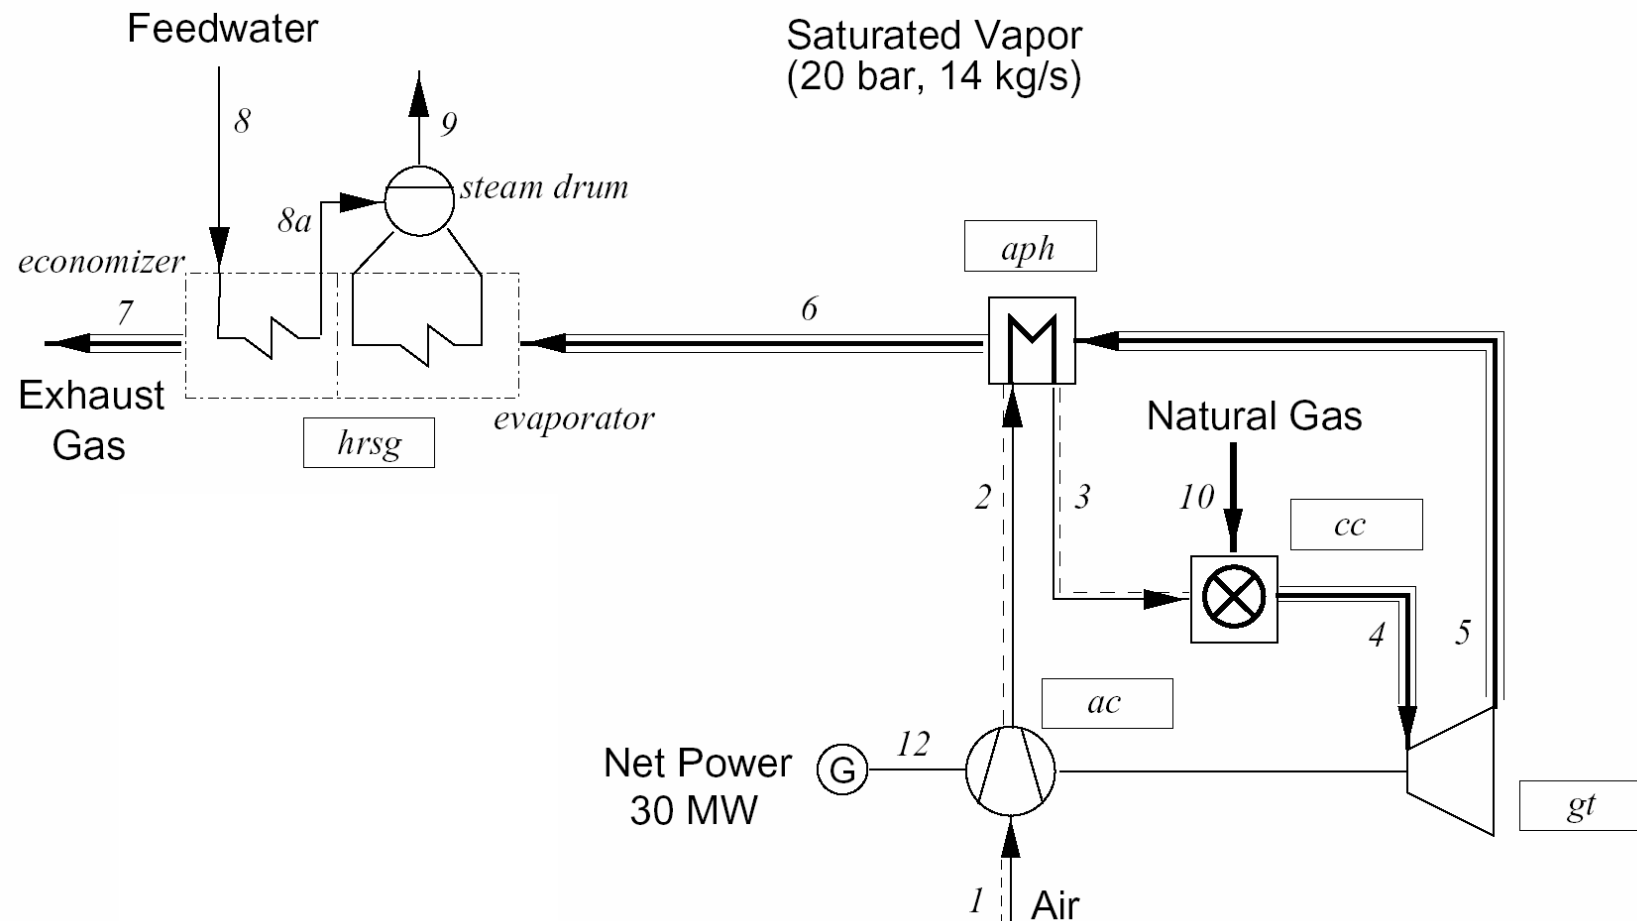 Feedwater
Saturated Vapor
(20 bar, 14 kg/s)
8
9
steam drum
8a
economizer
aph
7
6
Exhaust
Gas
hrsg
evaporator
Natural Gas
2
3
10
cc
4
5
ac
Net Power
30 MW
12
G
gt
1
Air